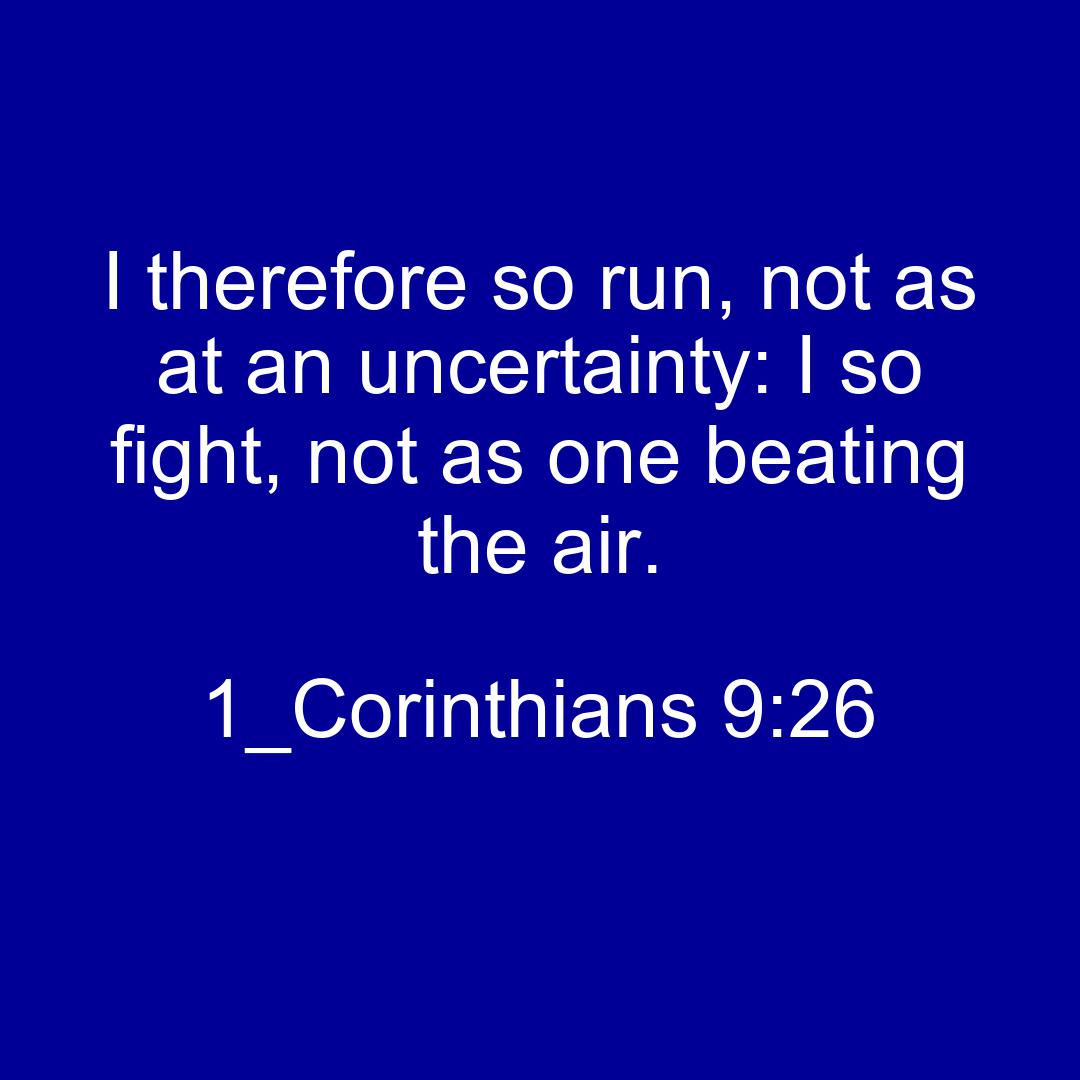 I therefore so run, not as
at an uncertainty: I so
fight, not as one beating
the air.
1_Corinthians 9:26